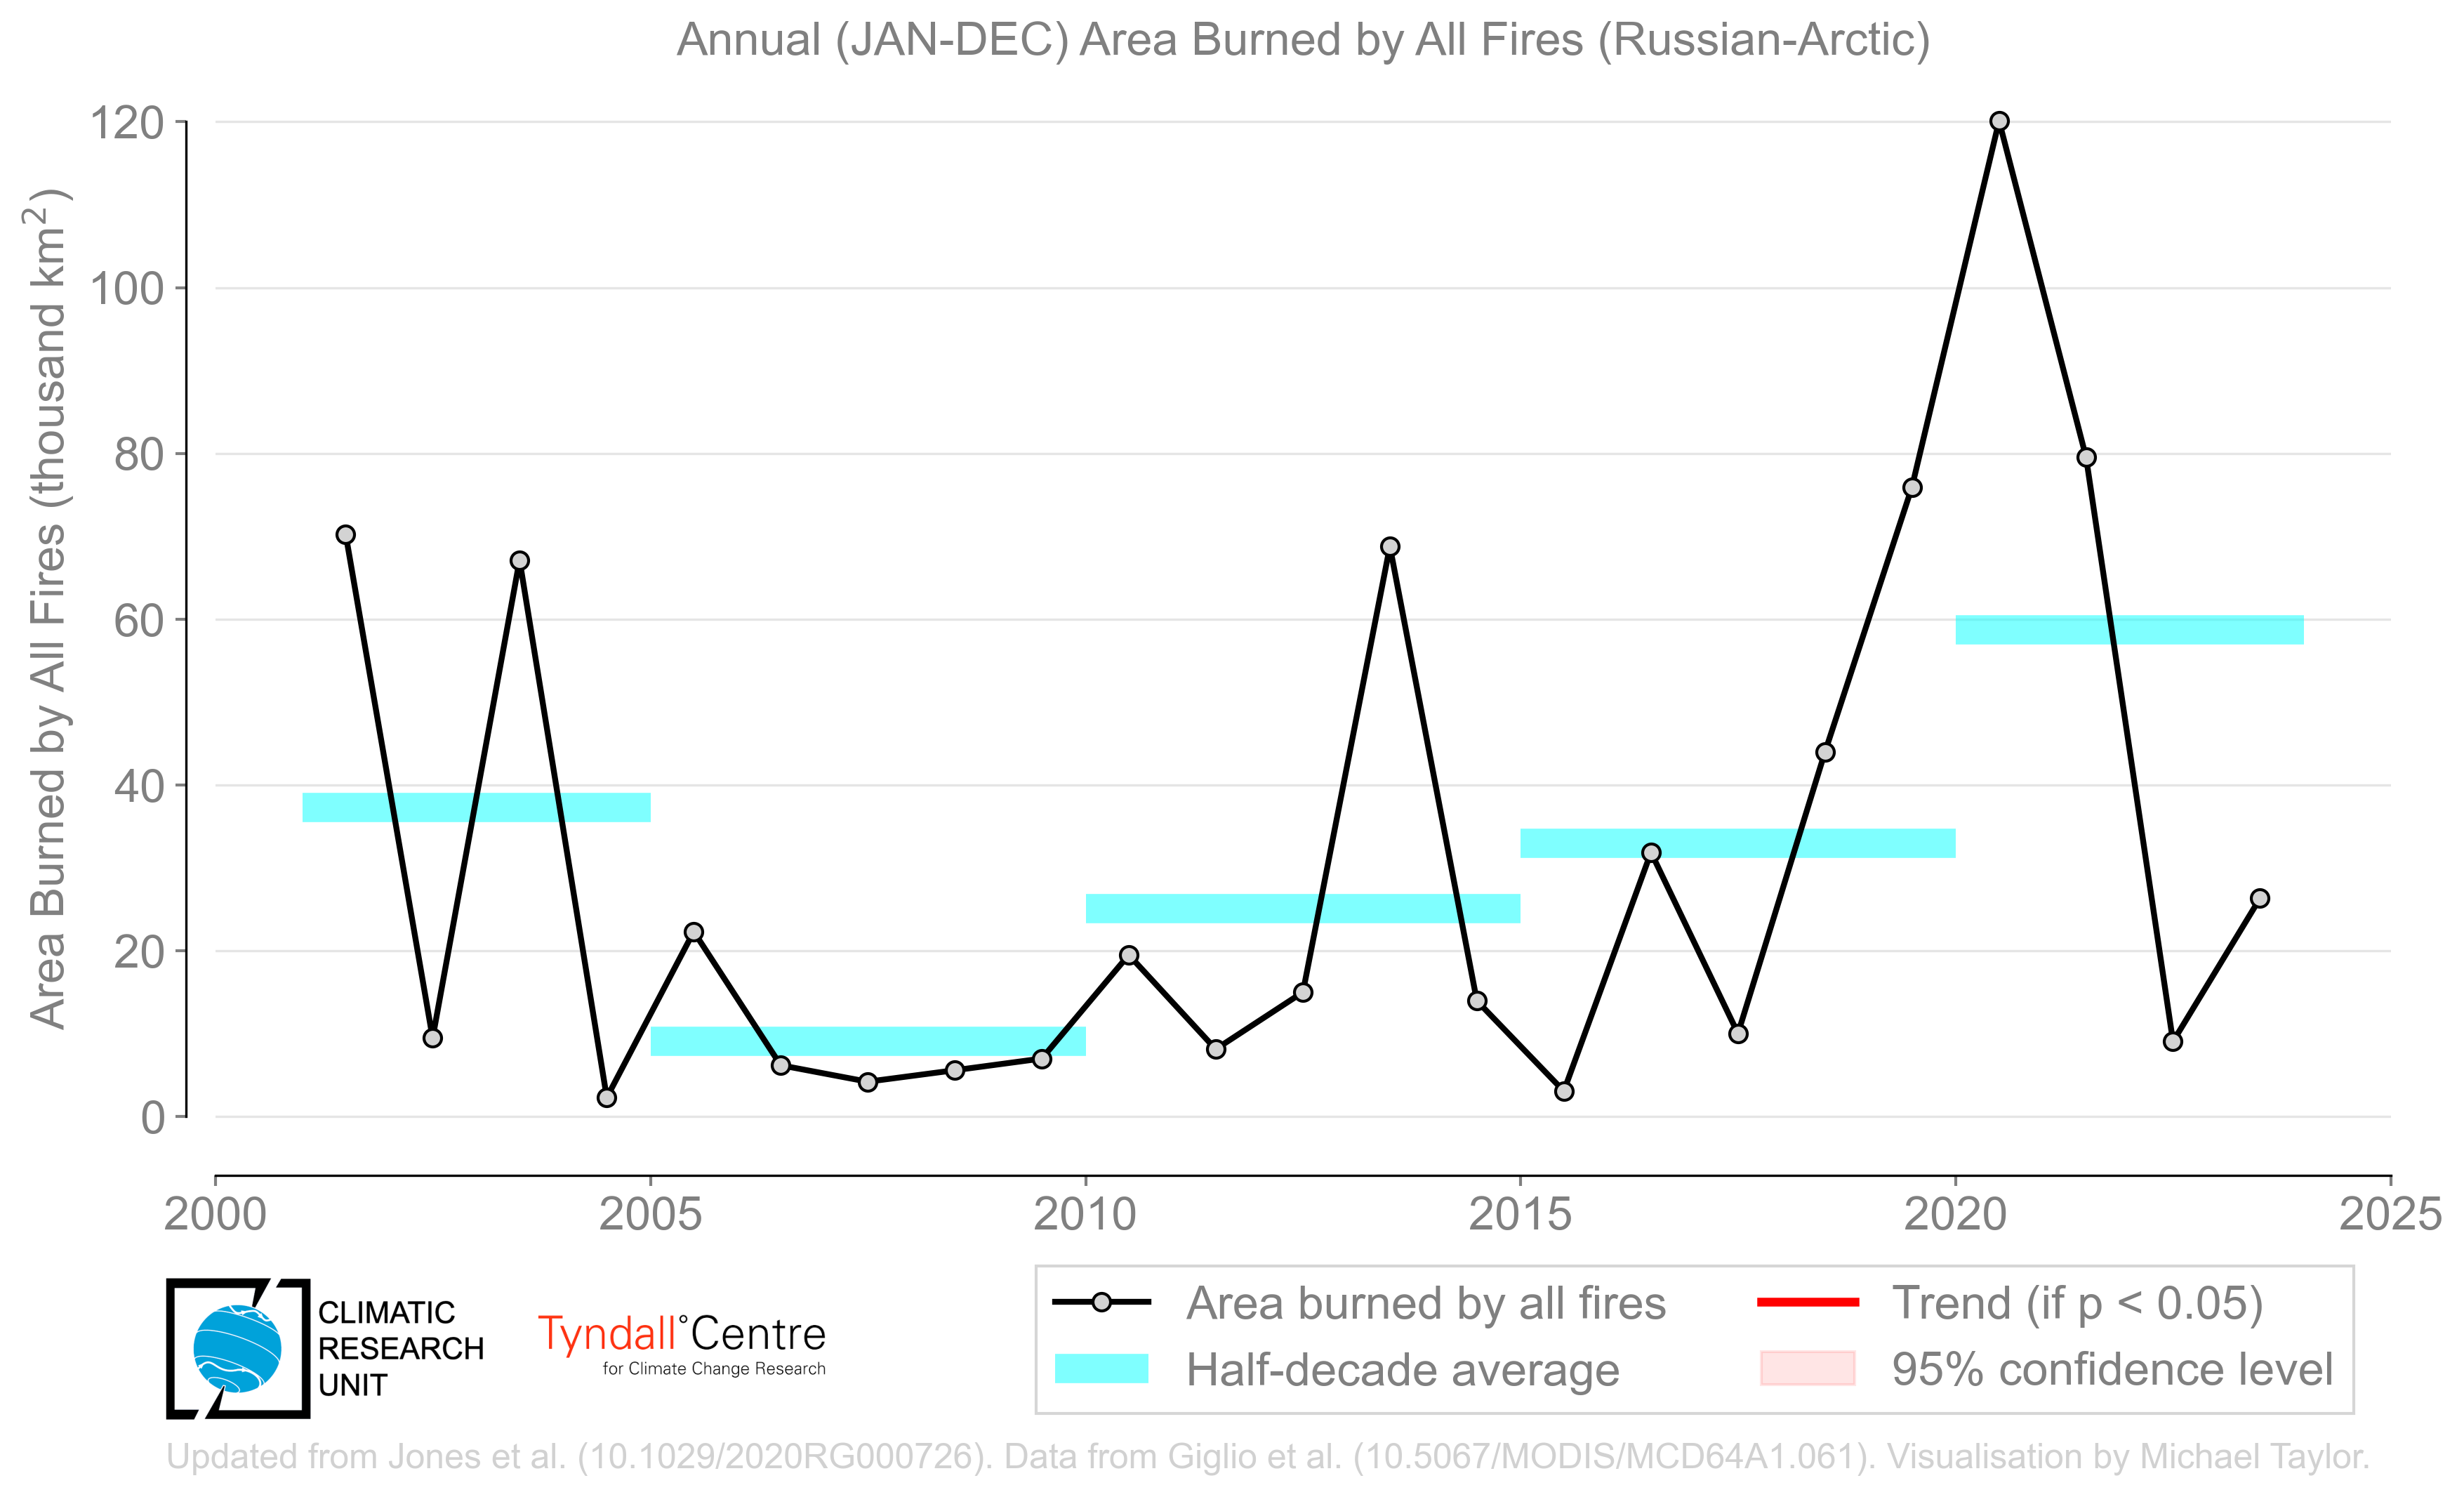 Annual (JAN-DEC) Area Burned by All Fires (Russian-Arctic)
Area Burned by All Fires (thousand km²)
120
100
80
60
40
20
0
2000 2005 2010 2015 2020 2025
CLIMATIC
RESEARCH
UNIT
Tyndall°Centre
for Climate Change Research
Area burned by all fires
Half-decade average
Trend (if p < 0.05)
95% confidence level
Updated from Jones et al. (10.1029/2020RG000726). Data from Giglio et al. (10.5067/MODIS/MCD64A1.061). Visualisation by Michael Taylor.